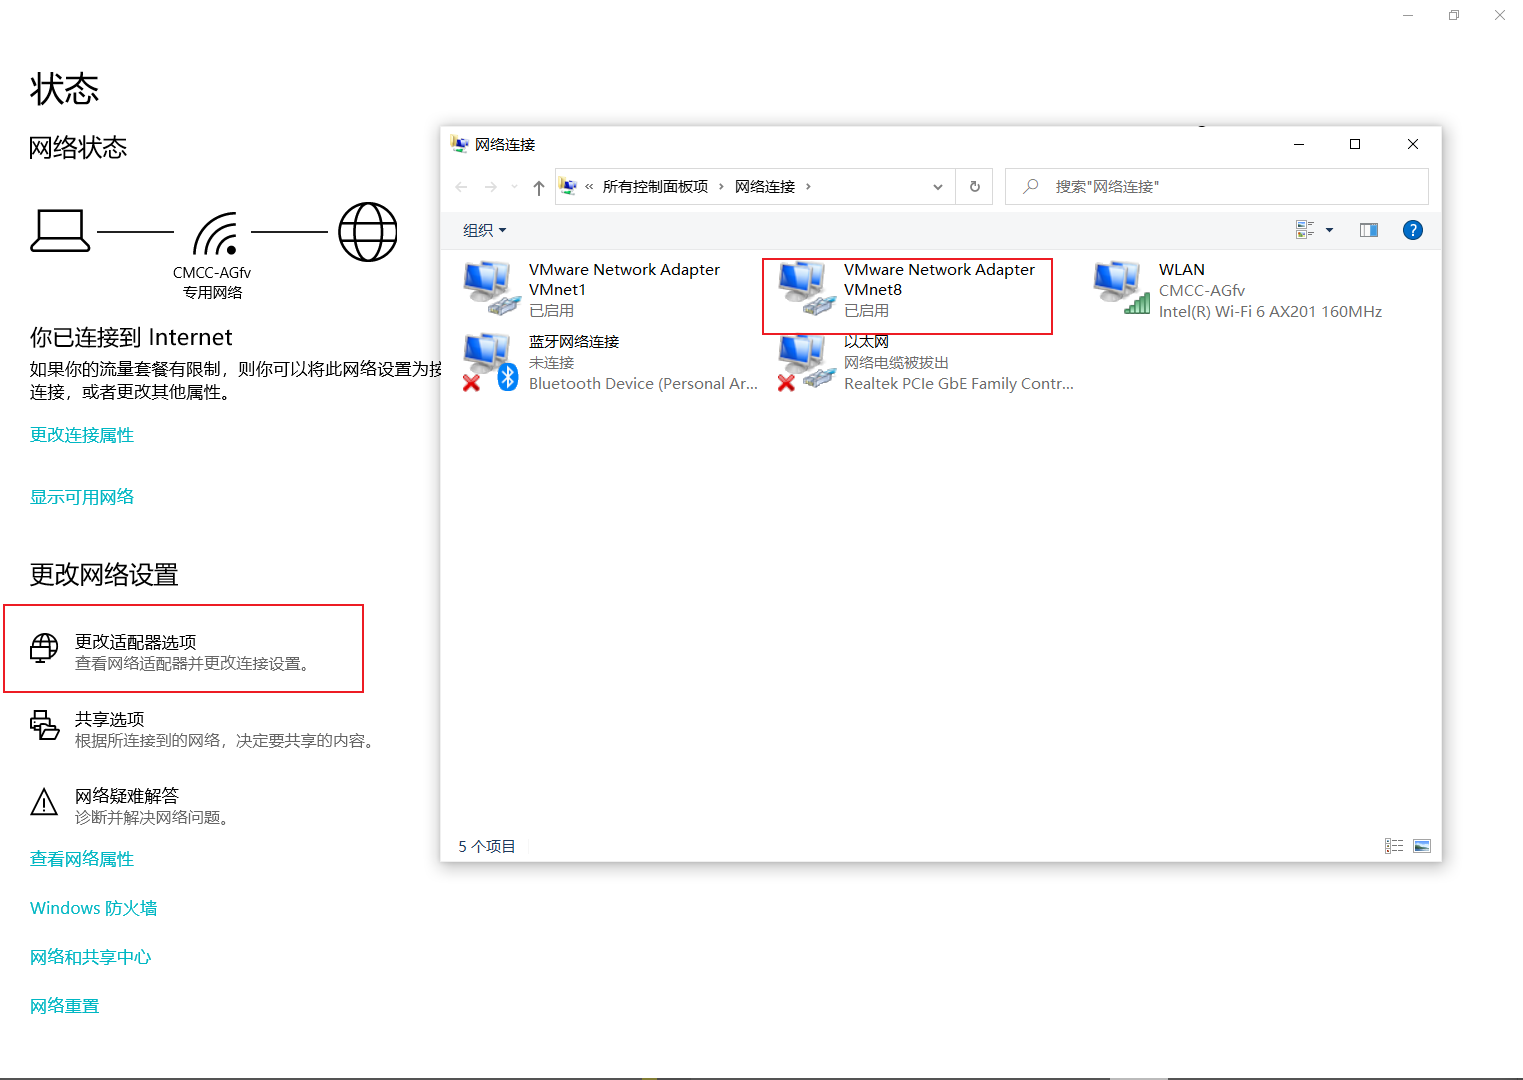 状态
网络状态
CMCC-AGfv
专用网络
你已连接到 Internet
如果你的流量套餐有限制，则你可以将此网络设置为按
连接，或者更改其他属性。
更改连接属性
显示可用网络
更改网络设置
更改适配器选项
查看网络适配器并更改连接设置。
共享选项
根据所连接到的网络，决定要共享的内容。
网络疑难解答
诊断并解决网络问题。
查看网络属性
Windows 防火墙
网络和共享中心
网络重置
网络连接
« 所有控制面板项 › 网络连接 ›
搜索"网络连接"
组织
VMware Network Adapter
VMnet1
已启用
VMware Network Adapter
VMnet8
已启用
WLAN
CMCC-AGfv
Intel(R) Wi-Fi 6 AX201 160MHz
蓝牙网络连接
未连接
Bluetooth Device (Personal Ar...
以太网
网络电缆被拔出
Realtek PCIe GbE Family Contr...
5 个项目